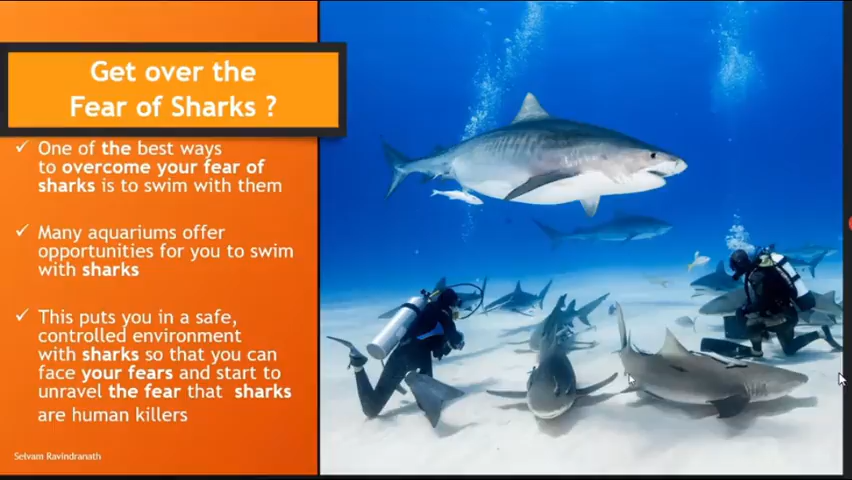 Get over the
Fear of Sharks ?
✓ One of the best ways
to overcome your fear of
sharks is to swim with them
✓ Many aquariums offer
opportunities for you to swim
with sharks
✓ This puts you in a safe,
controlled environment
with sharks so that you can
face your fears and start to
unravel the fear that sharks
are human killers
Selvam Ravindranath